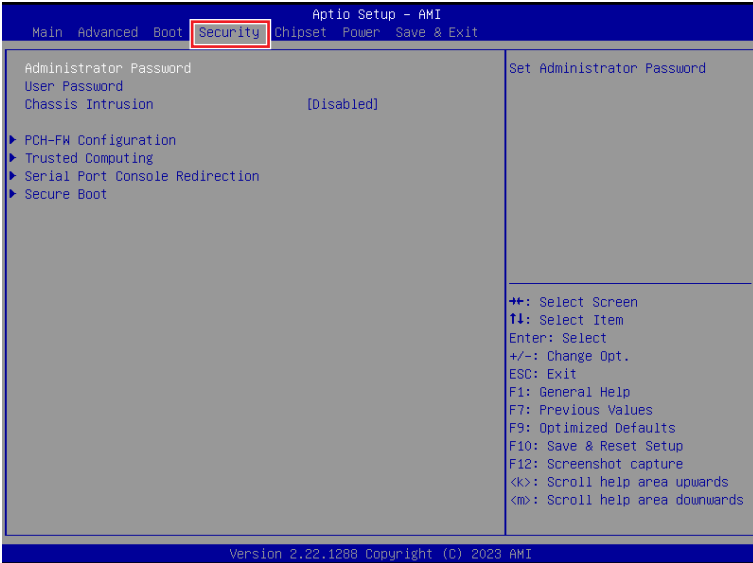 Aptio Setup - AMI
Main Advanced Boot Security Chipset Power Save & Exit
Administrator Password
User Password
Chassis Intrusion [Disabled]
PCH-FW Configuration
Trusted Computing
Serial Port Console Redirection
Secure Boot
Set Administrator Password
→←: Select Screen
↑↓: Select Item
Enter: Select
+/-: Change Opt.
ESC: Exit
F1: General Help
F7: Previous Values
F9: Optimized Defaults
F10: Save & Reset Setup
F12: Screenshot capture
<k>: Scroll help area upwards
<m>: Scroll help area downwards
Version 2.22.1288 Copyright (C) 2023 AMI